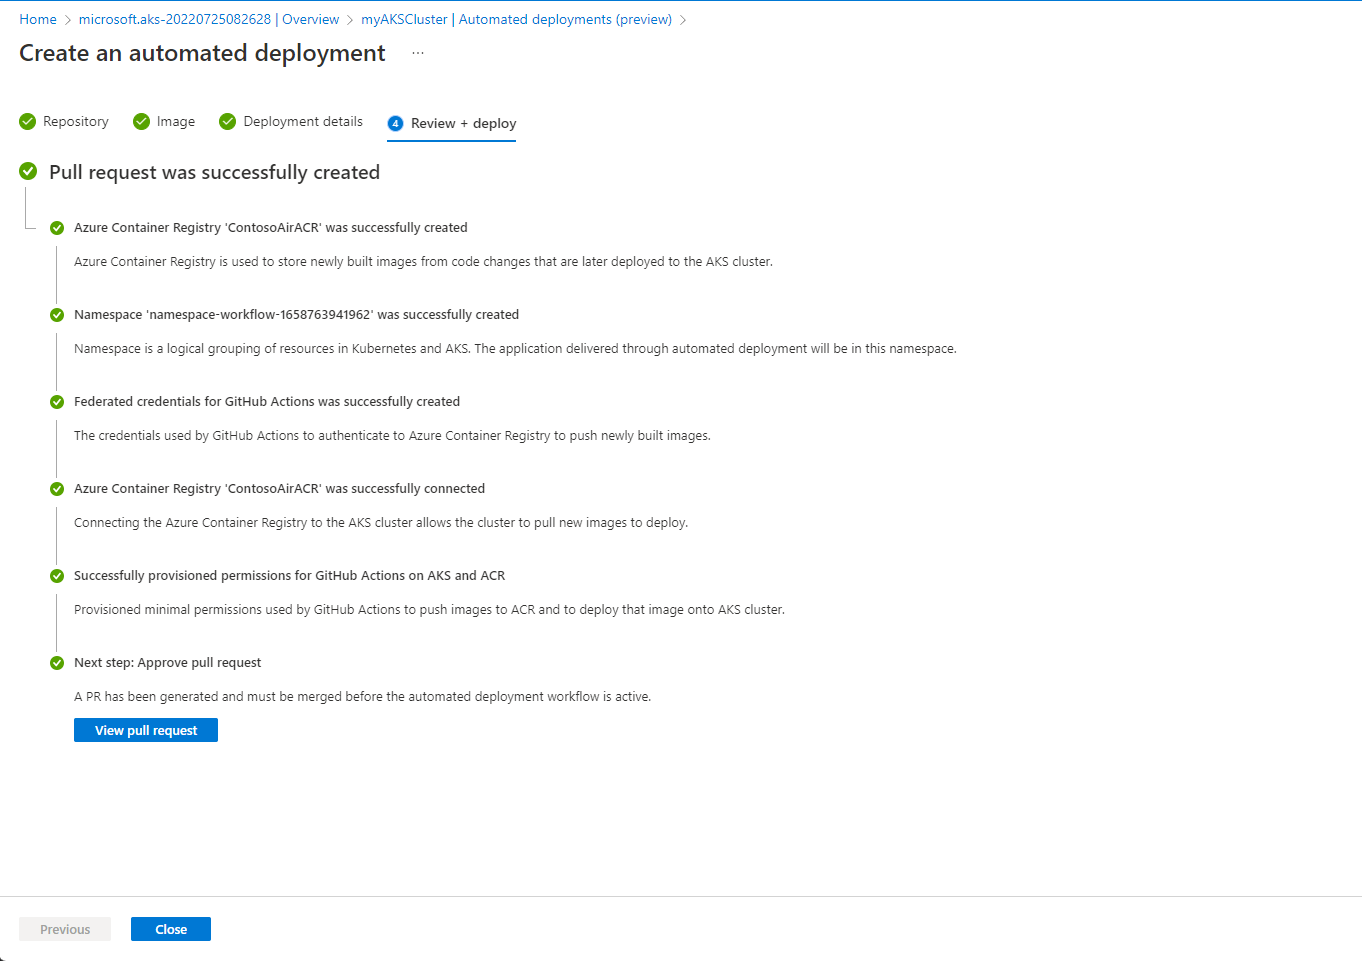 Home > microsoft.aks-20220725082628 | Overview > myAKSCluster | Automated deployments (preview) >
Create an automated deployment ...
Repository Image Deployment details 4 Review + deploy
Pull request was successfully created
Azure Container Registry 'ContosoAirACR' was successfully created
Azure Container Registry is used to store newly built images from code changes that are later deployed to the AKS cluster.
Namespace 'namespace-workflow-1658763941962' was successfully created
Namespace is a logical grouping of resources in Kubernetes and AKS. The application delivered through automated deployment will be in this namespace.
Federated credentials for GitHub Actions was successfully created
The credentials used by GitHub Actions to authenticate to Azure Container Registry to push newly built images.
Azure Container Registry 'ContosoAirACR' was successfully connected
Connecting the Azure Container Registry to the AKS cluster allows the cluster to pull new images to deploy.
Successfully provisioned permissions for GitHub Actions on AKS and ACR
Provisioned minimal permissions used by GitHub Actions to push images to ACR and to deploy that image onto AKS cluster.
Next step: Approve pull request
A PR has been generated and must be merged before the automated deployment workflow is active.
View pull request
Previous Close